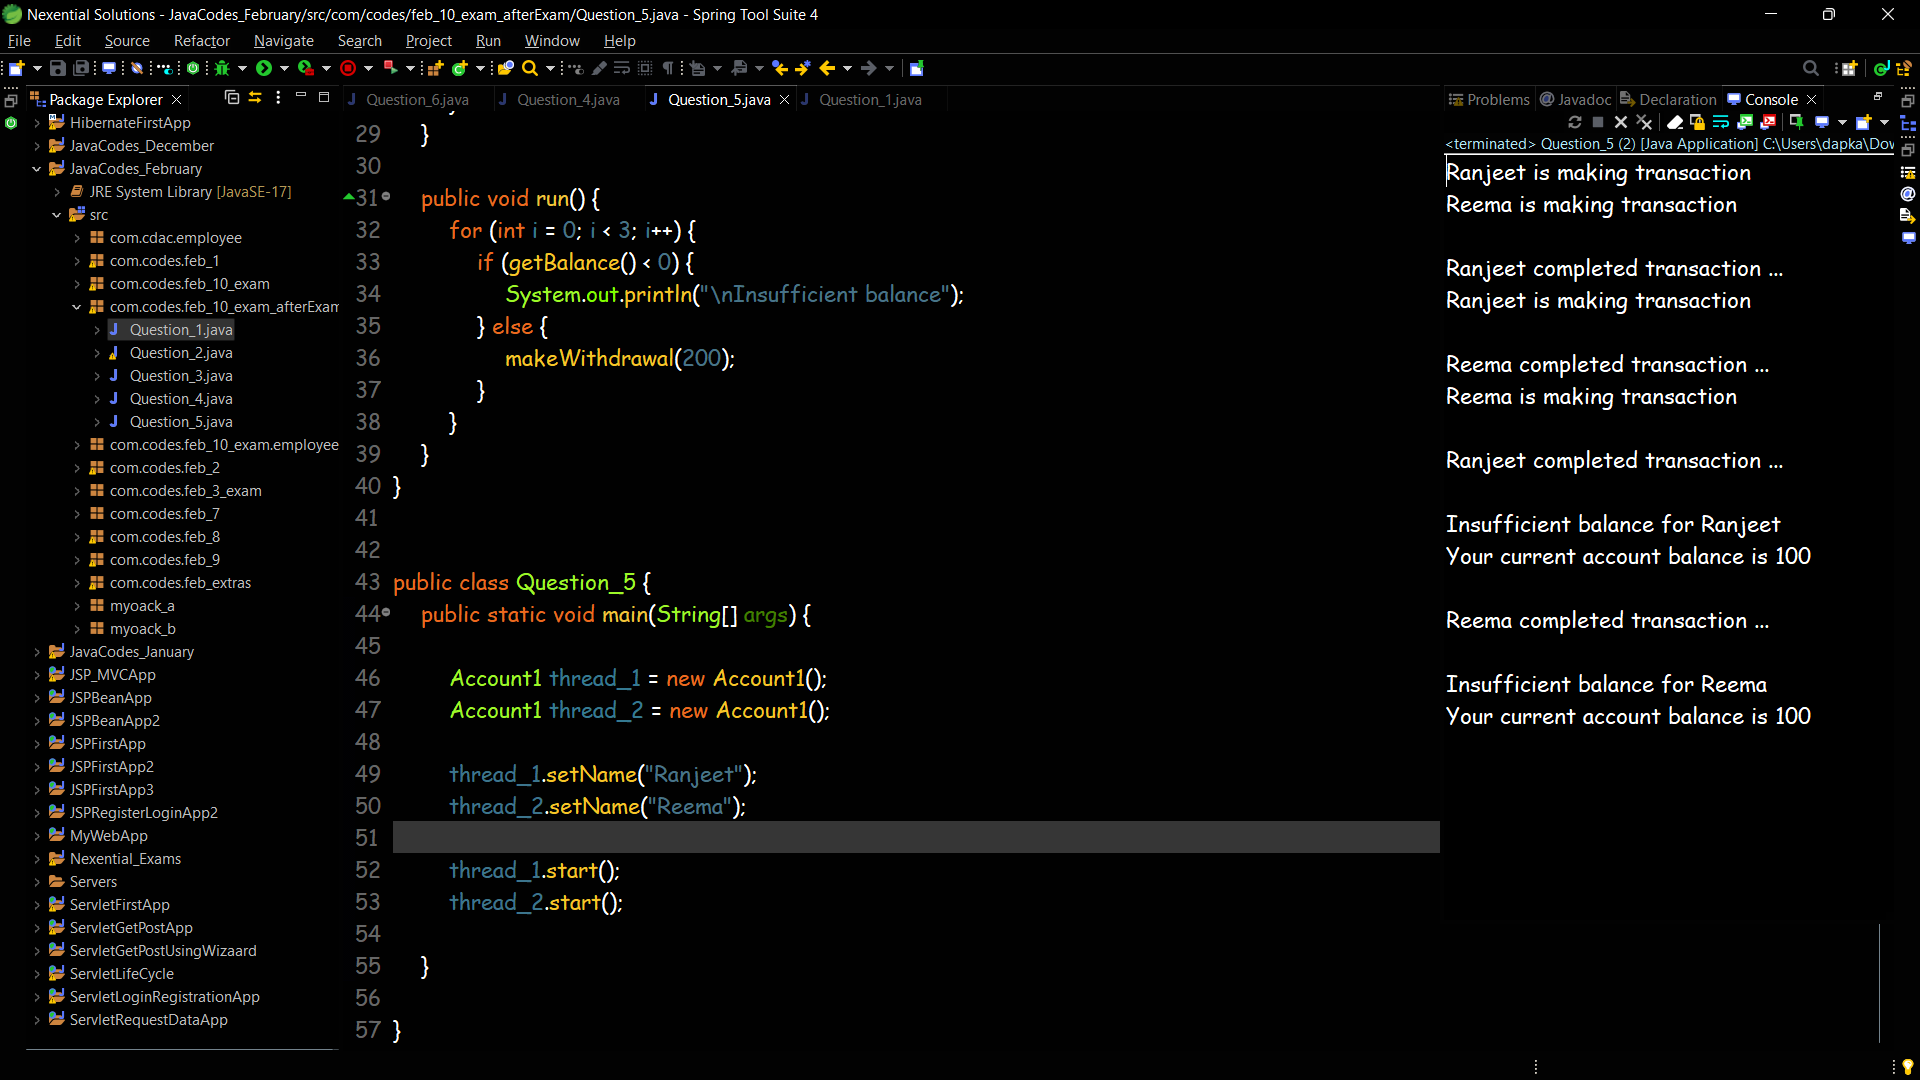 Nexential Solutions - JavaCodes_February/src/com/codes/feb_10_exam_afterExam/Question_5.java - Spring Tool Suite 4
File Edit Source Refactor Navigate Search Project Run Window Help
Package Explorer
HibernateFirstApp
JavaCodes_December
JavaCodes_February
JRE System Library [JavaSE-17]
src
com.cdac.employee
com.codes.feb_1
com.codes.feb_10_exam
com.codes.feb_10_exam_afterExam
Question_1.java
Question_2.java
Question_3.java
Question_4.java
Question_5.java
com.codes.feb_10_exam.employee
com.codes.feb_2
com.codes.feb_3_exam
com.codes.feb_7
com.codes.feb_8
com.codes.feb_9
com.codes.feb_extras
myoack_a
myoack_b
JavaCodes_January
JSP_MVCApp
JSPBeanApp
JSPBeanApp2
JSPFirstApp
JSPFirstApp2
JSPFirstApp3
JSPRegisterLoginApp2
MyWebApp
Nexential_Exams
Servers
ServletFirstApp
ServletGetPostApp
ServletGetPostUsingWizaard
ServletLifeCycle
ServletLoginRegistrationApp
ServletRequestDataApp
Question_6.java Question_4.java Question_5.java Question_1.java
29 }
30
31 public void run() {
32 for (int i = 0; i < 3; i++) {
33 if (getBalance() < 0) {
34 System.out.println("\nInsufficient balance");
35 } else {
36 makeWithdrawal(200);
37 }
38 }
39 }
40 }
41
42
43 public class Question_5 {
44 public static void main(String[] args) {
45
46 Account1 thread_1 = new Account1();
47 Account1 thread_2 = new Account1();
48
49 thread_1.setName("Ranjeet");
50 thread_2.setName("Reema");
51
52 thread_1.start();
53 thread_2.start();
54
55 }
56
57 }
Problems Javadoc Declaration Console
<terminated> Question_5 (2) [Java Application] C:\Users\dapka\Dov
Ranjeet is making transaction
Reema is making transaction
Ranjeet completed transaction ...
Ranjeet is making transaction
Reema completed transaction ...
Reema is making transaction
Ranjeet completed transaction ...
Insufficient balance for Ranjeet
Your current account balance is 100
Reema completed transaction ...
Insufficient balance for Reema
Your current account balance is 100